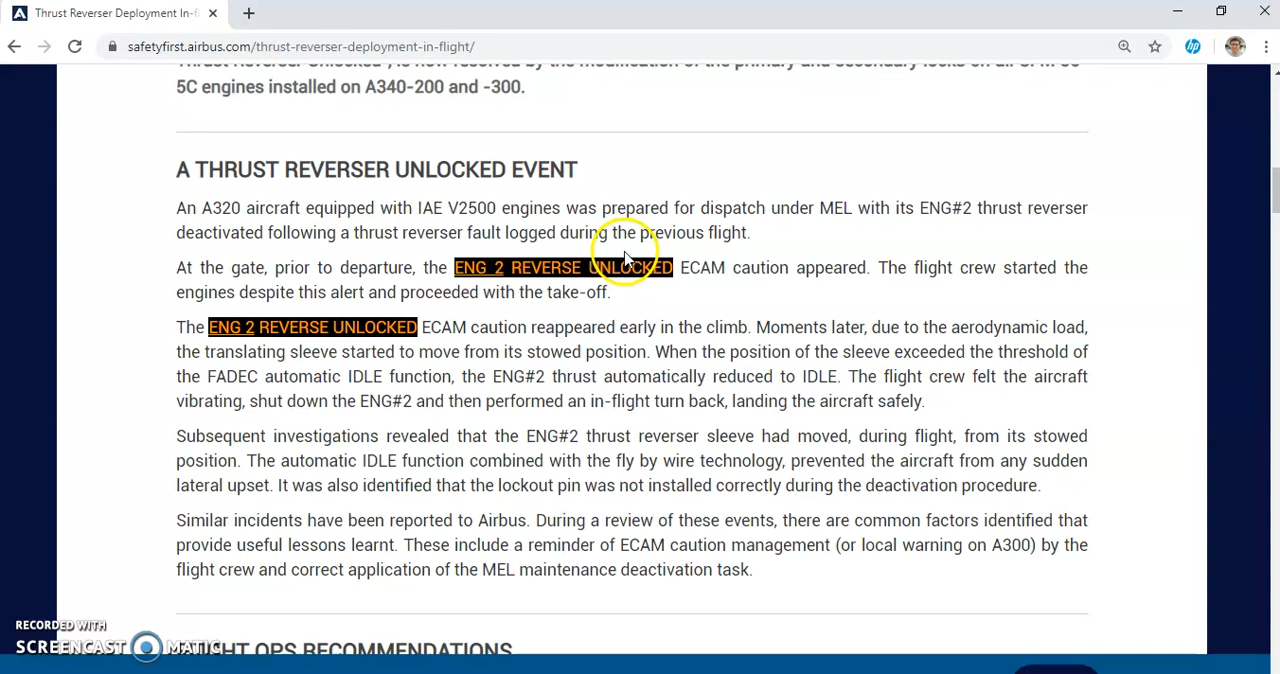 Thrust Reverser Deployment In-f
safetyfirst.airbus.com/thrust-reverser-deployment-in-flight/
5C engines installed on A340-200 and -300.
A THRUST REVERSER UNLOCKED EVENT
An A320 aircraft equipped with IAE V2500 engines was prepared for dispatch under MEL with its ENG#2 thrust reverser
deactivated following a thrust reverser fault logged during the previous flight.
At the gate, prior to departure, the ENG 2 REVERSE UNLOCKED ECAM caution appeared. The flight crew started the
engines despite this alert and proceeded with the take-off.
The ENG 2 REVERSE UNLOCKED ECAM caution reappeared early in the climb. Moments later, due to the aerodynamic load,
the translating sleeve started to move from its stowed position. When the position of the sleeve exceeded the threshold of
the FADEC automatic IDLE function, the ENG#2 thrust automatically reduced to IDLE. The flight crew felt the aircraft
vibrating, shut down the ENG#2 and then performed an in-flight turn back, landing the aircraft safely.
Subsequent investigations revealed that the ENG#2 thrust reverser sleeve had moved, during flight, from its stowed
position. The automatic IDLE function combined with the fly by wire technology, prevented the aircraft from any sudden
lateral upset. It was also identified that the lockout pin was not installed correctly during the deactivation procedure.
Similar incidents have been reported to Airbus. During a review of these events, there are common factors identified that
provide useful lessons learnt. These include a reminder of ECAM caution management (or local warning on A300) by the
flight crew and correct application of the MEL maintenance deactivation task.
RECORDED WITH
SCREENCAST MATIC
OPS RECOMMENDATIONS